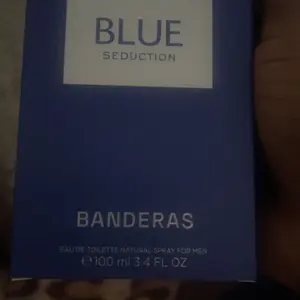 BLUE
SEDUCTION
BANDERAS
EAU DE TOILETTE NATURAL SPRAY FOR MEN
℮ 100 ml 3.4 FL OZ